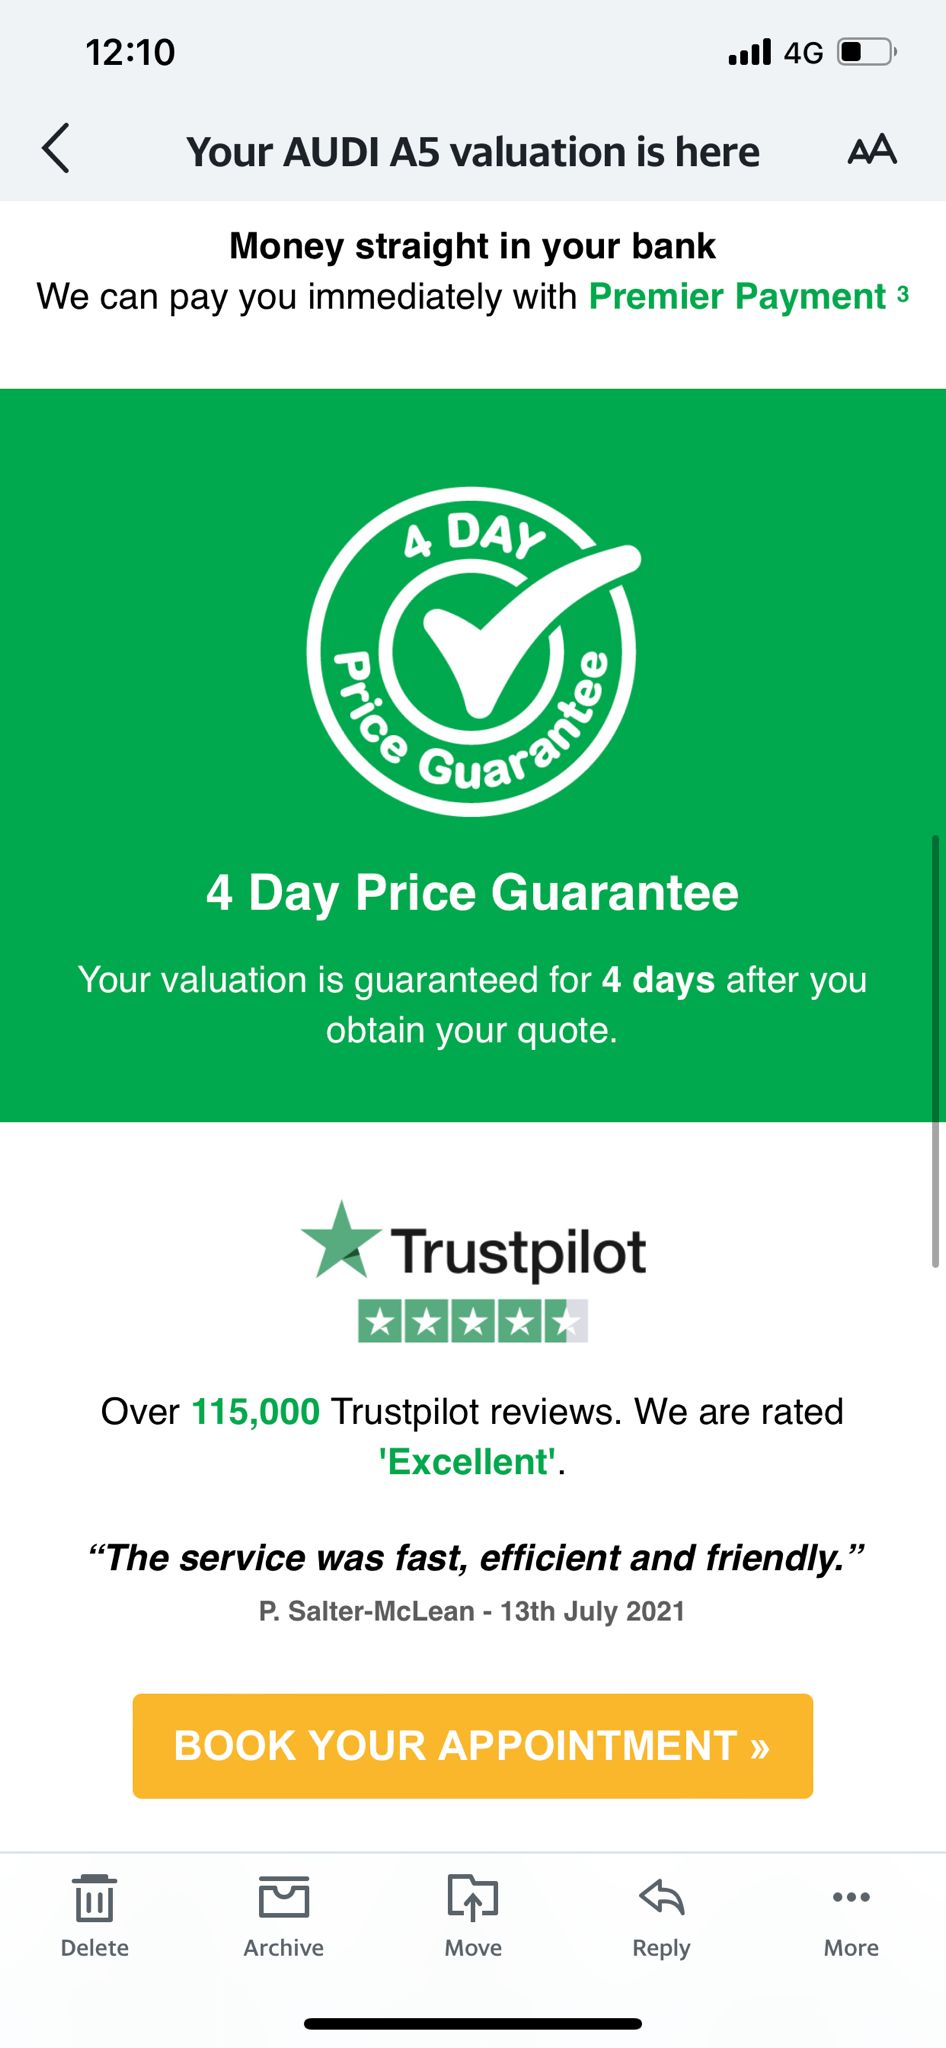 12:10
4G
Your AUDI A5 valuation is here
AA
Money straight in your bank
We can pay you immediately with Premier Payment 3
4 DAY
Price Guarantee
4 Day Price Guarantee
Your valuation is guaranteed for 4 days after you
obtain your quote.
Trustpilot
Over 115,000 Trustpilot reviews. We are rated
'Excellent'.
“The service was fast, efficient and friendly.”
P. Salter-McLean - 13th July 2021
BOOK YOUR APPOINTMENT »
Delete
Archive
Move
Reply
More